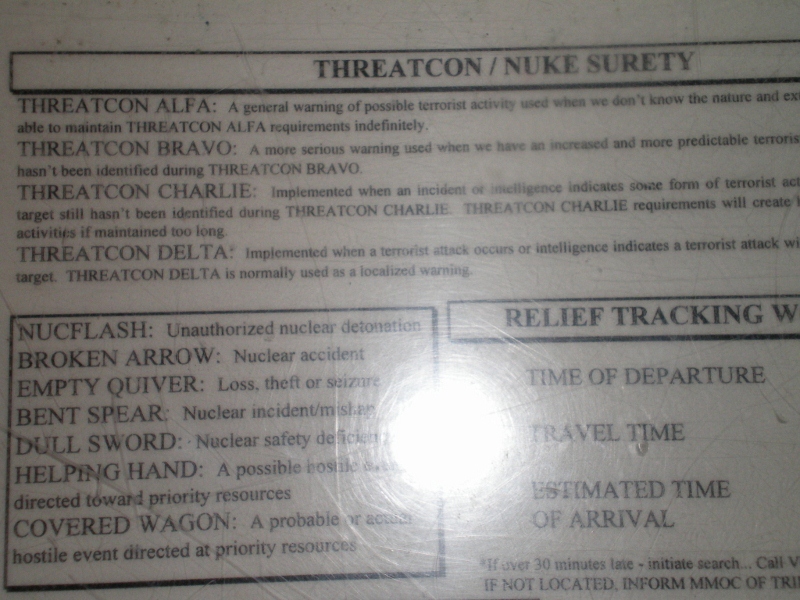 THREATCON / NUKE SURETY
THREATCON ALFA: A general warning of possible terrorist activity used when we don't know the nature and
able to maintain THREATCON ALFA requirements indefinitely.
THREATCON BRAVO: A more serious warning used when we have an increased and more predictable
hasn't been identified during THREATCON BRAVO.
THREATCON CHARLIE: Implemented when an incident or intelligence indicates some form of terrorist
target still hasn't been identified during THREATCON CHARLIE. THREATCON CHARLIE requirements will create
activities if maintained too long.
THREATCON DELTA: Implemented when a terrorist attack occurs or intelligence indicates a terrorist attack
target. THREATCON DELTA is normally used as a localized warning.
NUCFLASH: Unauthorized nuclear detonation
BROKEN ARROW: Nuclear accident
EMPTY QUIVER: Loss, theft or seizure
BENT SPEAR: Nuclear incident/mishap
DULL SWORD: Nuclear safety
HELPING HAND: A possible hostile
directed toward priority resources
COVERED WAGON: A probable or actual
hostile event directed at priority resources
RELIEF TRACKING
TIME OF DEPARTURE
TRAVEL TIME
ESTIMATED TIME
OF ARRIVAL
*If over 30 minutes late - initiate search... Call
IF NOT LOCATED, INFORM MMOC OF